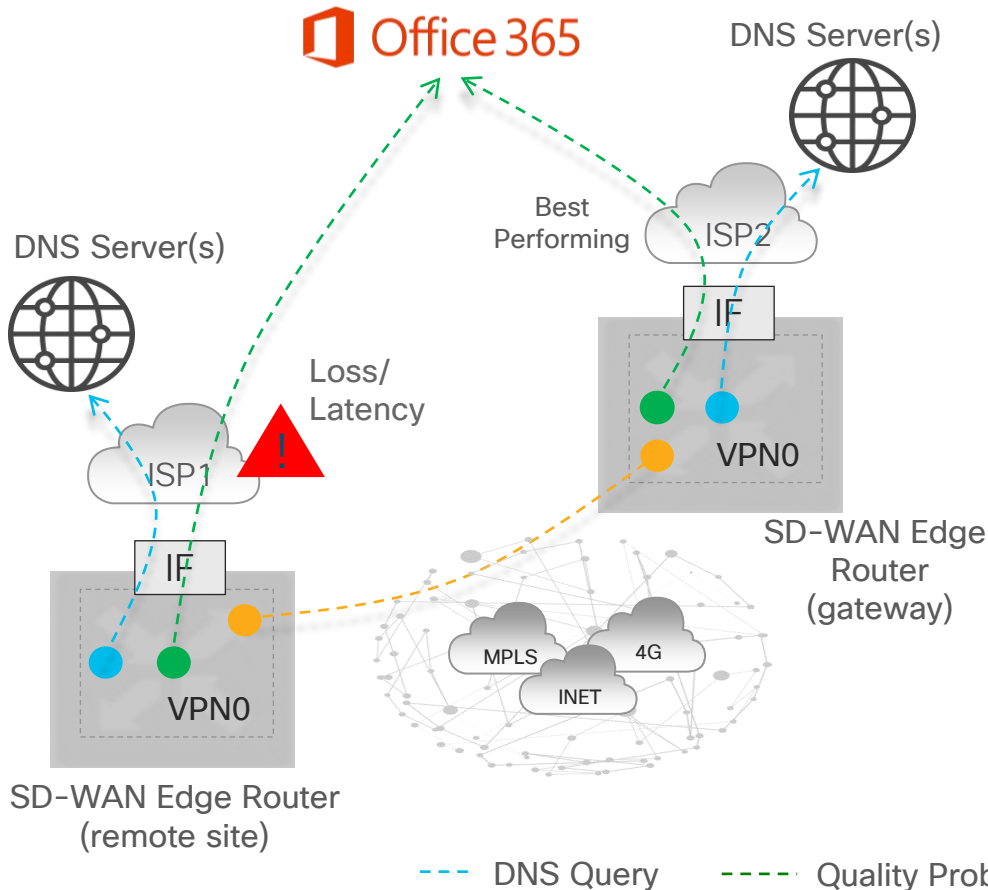 Office 365
DNS Server(s)
Best
Performing
ISP2
DNS Server(s)
IF
Loss/
Latency
ISP1
!
VPN0
SD-WAN Edge
Router
(gateway)
IF
MPLS
4G
INET
VPN0
SD-WAN Edge Router
(remote site)
DNS Query
Quality Prob